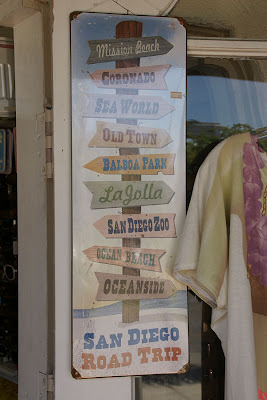 Mission Beach
CORONADO
SEA WORLD
OLD TOWN
BALBOA PARK
LaJolla
SAN DIEGO ZOO
OCEAN BEACH
OCEANSIDE
SAN DIEGO
ROAD TRIP